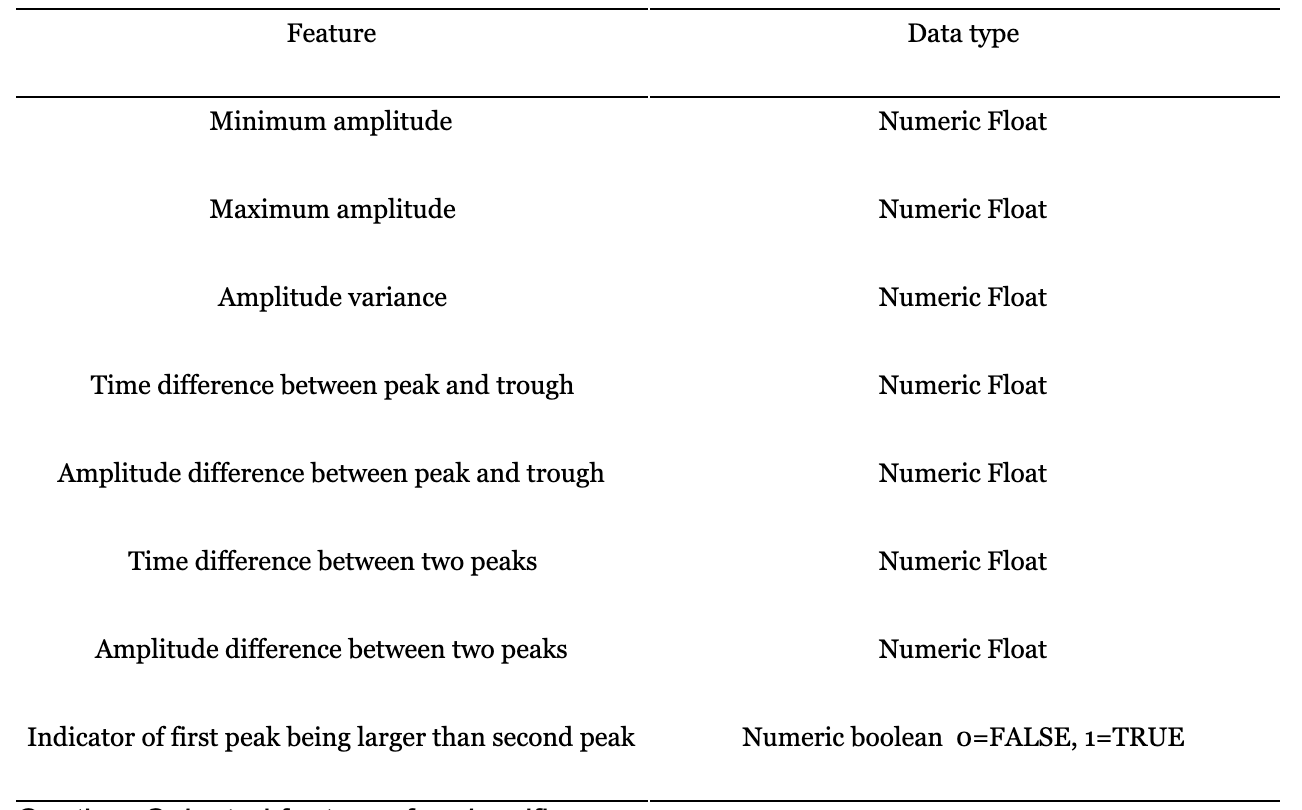 Feature Data type
Minimum amplitude Numeric Float
Maximum amplitude Numeric Float
Amplitude variance Numeric Float
Time difference between peak and trough Numeric Float
Amplitude difference between peak and trough Numeric Float
Time difference between two peaks Numeric Float
Amplitude difference between two peaks Numeric Float
Indicator of first peak being larger than second peak Numeric boolean 0=FALSE, 1=TRUE